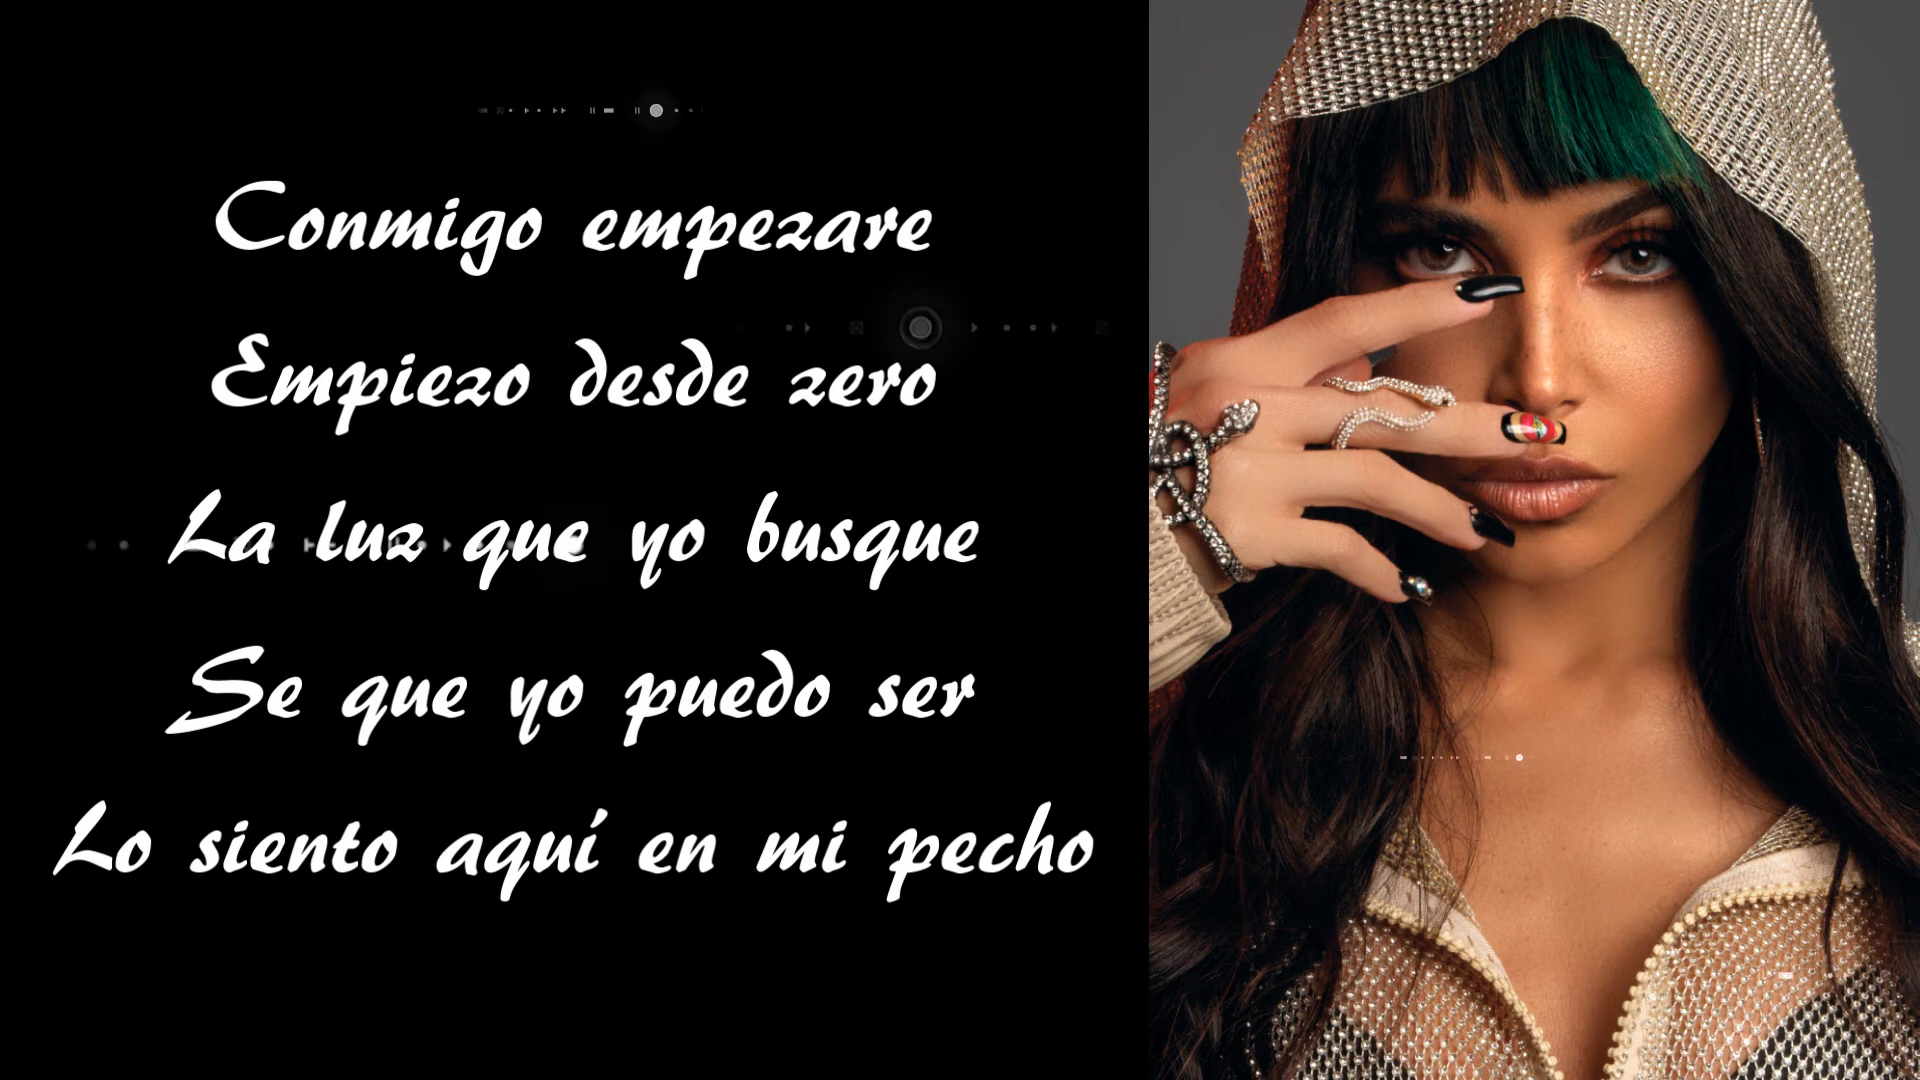 Conmigo empezare
Empiezo desde zero
La luz que yo busque
Se que yo puedo ser
Lo siento aquí en mi pecho